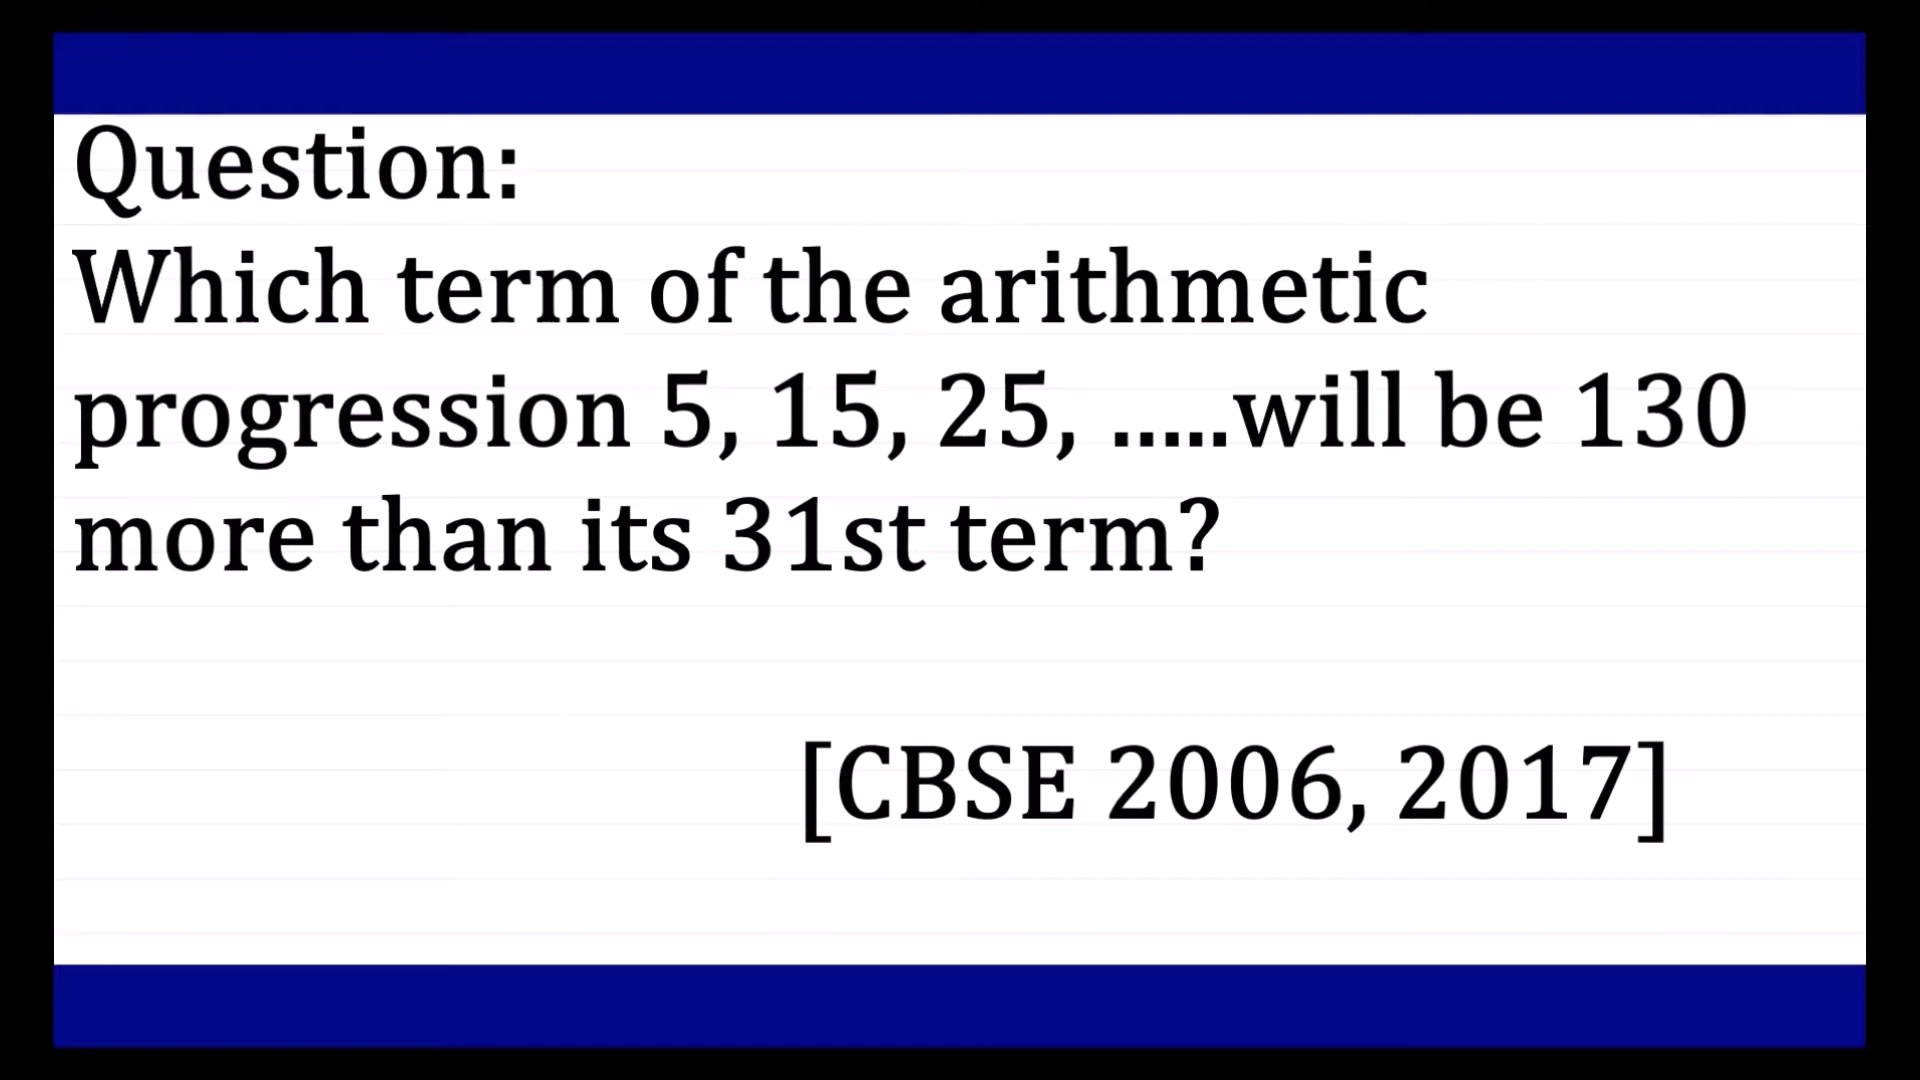 Question:
Which term of the arithmetic
progression 5, 15, 25, .....will be 130
more than its 31st term?
[CBSE 2006, 2017]